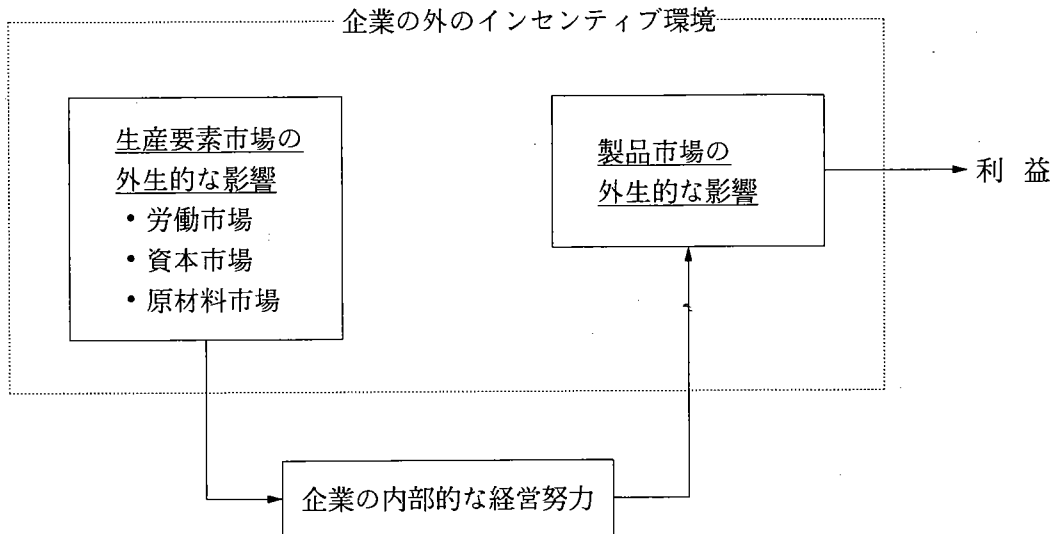 企業の外のインセンティブ環境
生産要素市場の
外生的な影響
・労働市場
・資本市場
・原材料市場
製品市場の
外生的な影響
利 益
企業の内部的な経営努力